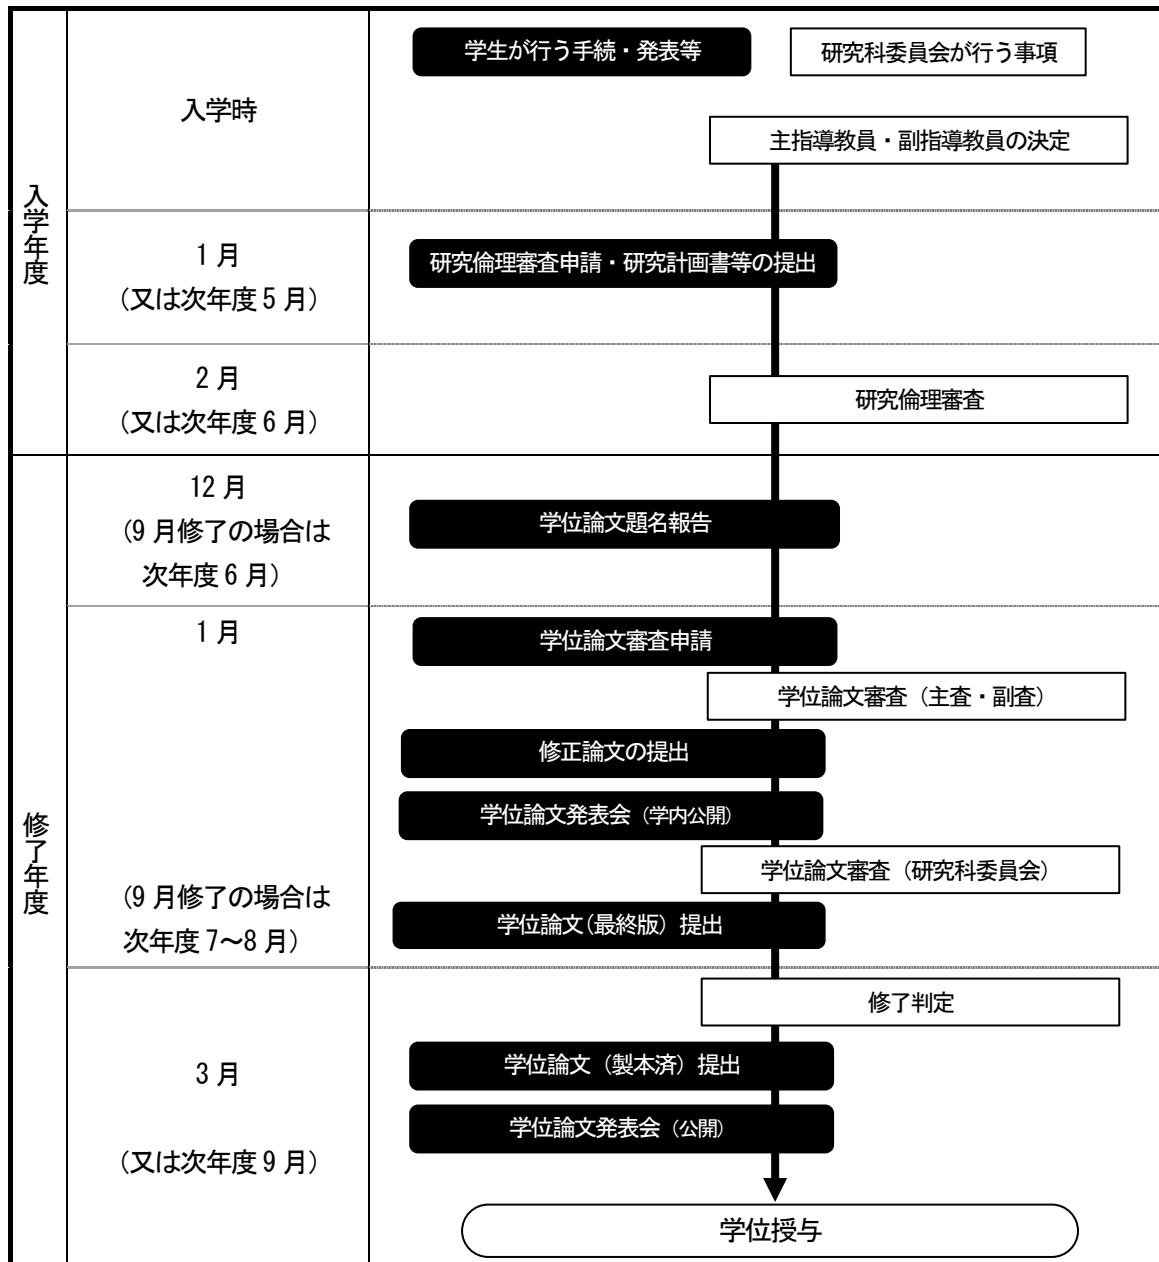 入学年度
入学時
学生が行う手続・発表等
研究科委員会が行う事項
主指導教員・副指導教員の決定
1 月
（又は次年度 5 月）
研究倫理審査申請・研究計画書等の提出
2 月
（又は次年度 6 月）
研究倫理審査
修了年度
12 月
（9 月修了の場合は
次年度 6 月）
学位論文題名報告
1 月
学位論文審査申請
学位論文審査（主査・副査）
修正論文の提出
学位論文発表会（学内公開）
学位論文審査（研究科委員会）
（9 月修了の場合は
次年度 7～8 月）
学位論文（最終版）提出
修了判定
3 月
学位論文（製本済）提出
学位論文発表会（公開）
（又は次年度 9 月）
学位授与